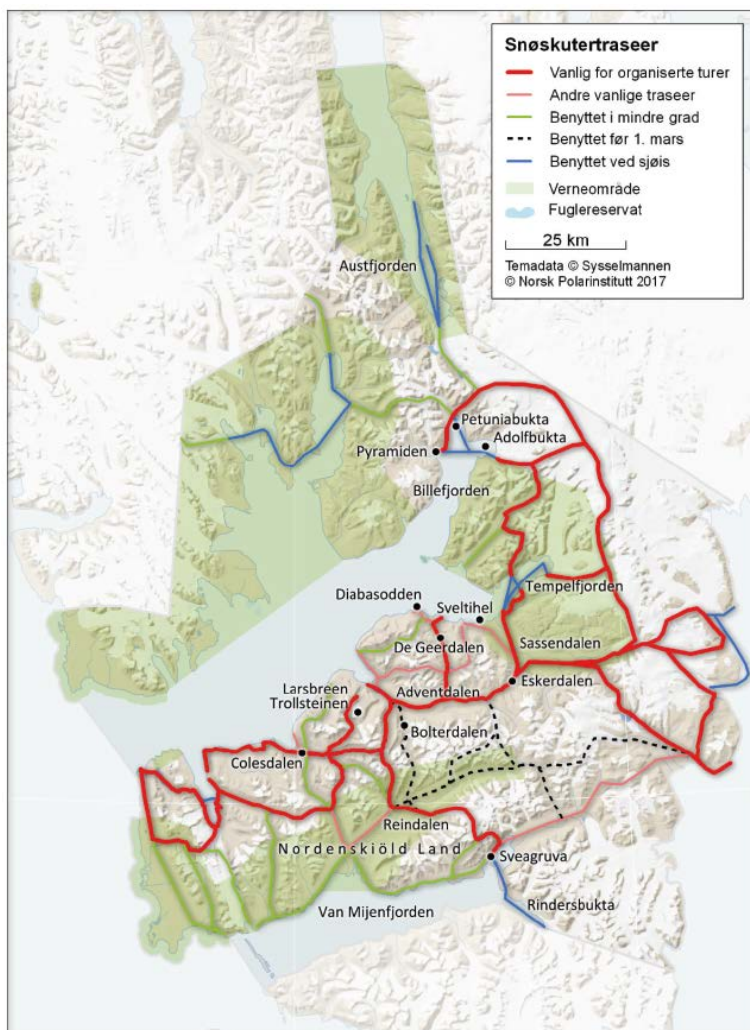 Snøskutertraseer
Vanlig for organiserte turer
Andre vanlige traseer
Benyttet i mindre grad
Benyttet før 1. mars
Benyttet ved sjøis
Verneområde
Fuglereservat
25 km
Temadata © Sysselmannen
© Norsk Polarinstitutt 2017
Austfjorden
Petuniabukta
Adolfbukta
Pyramiden
Billefjorden
Diabasodden
Tempelfjorden
Sveltihel
De Geerdalen
Sassendalen
Eskerdalen
Larsbreen
Trollsteinen
Adventdalen
Bolterdalen
Colesdalen
Reindalen
Nordenskiöld Land
Sveagruva
Rindersbukta
Van Mijenfjorden